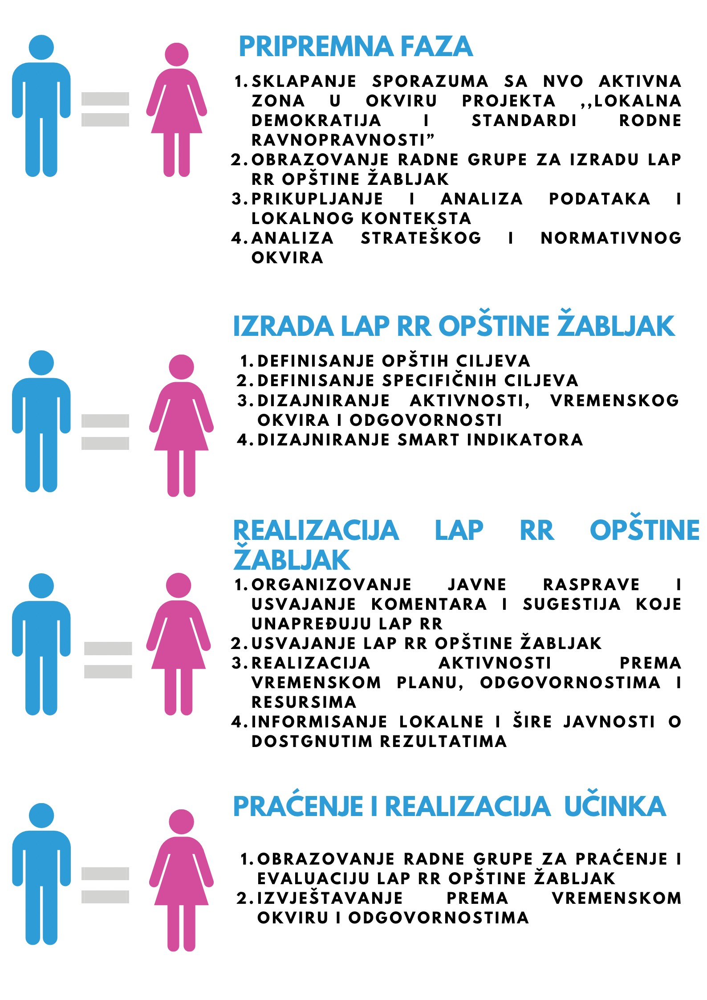 PRIPREMNA FAZA
1. SKLAPANJE SPORAZUMA SA NVO AKTIVNA
ZONA U OKVIRU PROJEKTA ,,LOKALNA
DEMOKRATIJA I STANDARDI RODNE
RAVNOPRAVNOSTI”
2. OBRAZOVANJE RADNE GRUPE ZA IZRADU LAP
RR OPŠTINE ŽABLJAK
3. PRIKUPLJANJE I ANALIZA PODATAKA I
LOKALNOG KONTEKSTA
4. ANALIZA STRATEŠKOG I NORMATIVNOG
OKVIRA
IZRADA LAP RR OPŠTINE ŽABLJAK
1. DEFINISANJE OPŠTIH CILJEVA
2. DEFINISANJE SPECIFIČNIH CILJEVA
3. DIZAJNIRANJE AKTIVNOSTI, VREMENSKOG
OKVIRA I ODGOVORNOSTI
4. DIZAJNIRANJE SMART INDIKATORA
REALIZACIJA LAP RR OPŠTINE
ŽABLJAK
1. ORGANIZOVANJE JAVNE RASPRAVE I
USVAJANJE KOMENTARA I SUGESTIJA KOJE
UNAPREĐUJU LAP RR
2. USVAJANJE LAP RR OPŠTINE ŽABLJAK
3. REALIZACIJA AKTIVNOSTI PREMA
VREMENSKOM PLANU, ODGOVORNOSTIMA I
RESURSIMA
4. INFORMISANJE LOKALNE I ŠIRE JAVNOSTI O
DOSTGNUTIM REZULTATIMA
PRAĆENJE I REALIZACIJA UČINKA
1. OBRAZOVANJE RADNE GRUPE ZA PRAĆENJE I
EVALUACIJU LAP RR OPŠTINE ŽABLJAK
2. IZVJEŠTAVANJE PREMA VREMENSKOM
OKVIRU I ODGOVORNOSTIMA